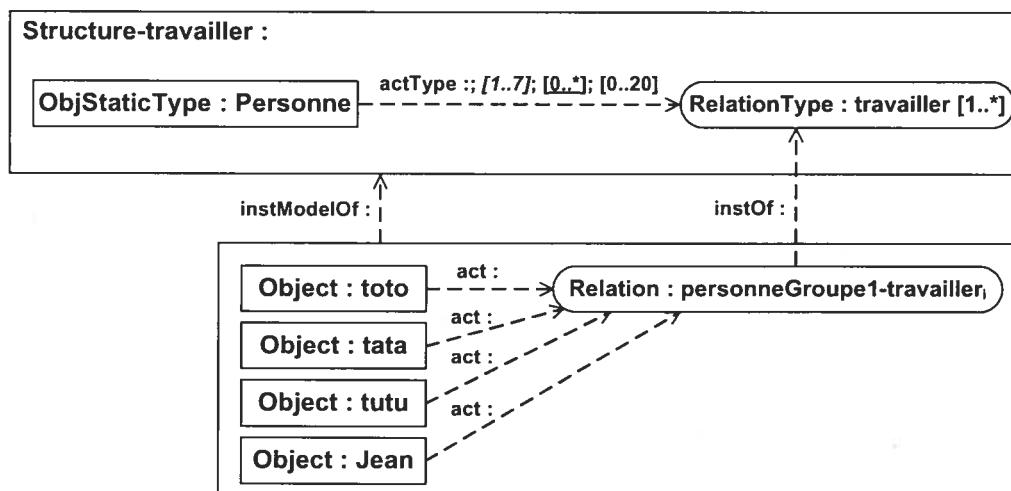 Structure-travailler :
actType :; [1..7]; [0..*]; [0..20]
ObjStaticType : Personne
RelationType : travailler [1..*]
instModelOf :
instOf :
Object : toto
act :
Relation : personneGroupe1-travailleri
Object : tata
act :
Object : tutu
act :
Object : Jean
act :